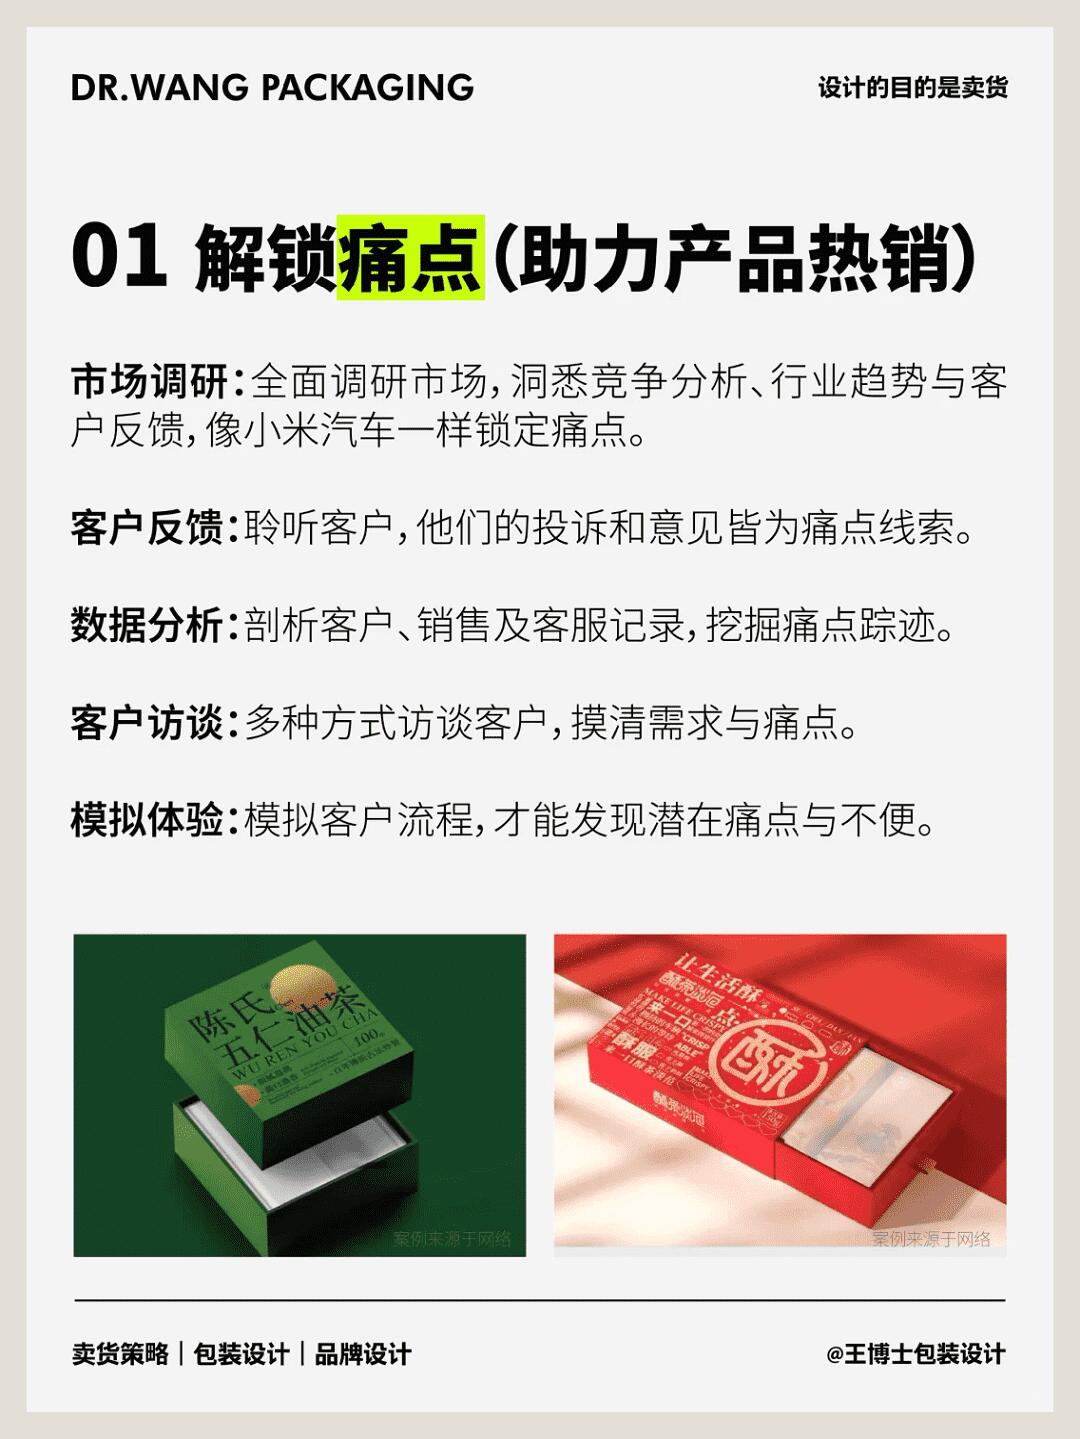 DR.WANG PACKAGING
设计的目的是卖货
01 解锁痛点(助力产品热销)
市场调研:全面调研市场,洞悉竞争分析、行业趋势与客
户反馈,像小米汽车一样锁定痛点。
客户反馈:聆听客户,他们的投诉和意见皆为痛点线索。
数据分析:剖析客户、销售及客服记录,挖掘痛点踪迹。
客户访谈:多种方式访谈客户,摸清需求与痛点。
模拟体验:模拟客户流程,才能发现潜在痛点与不便。
陈氏
五仁油茶
WU REN YOU CHA
100
案例来源于网络
让生活酥
一点
MAKE LIFE CRISPY
来一口
"CRISP
ABLE"
酥服
酥
案例来源于网络
卖货策略｜包装设计｜品牌设计
@王博士包装设计